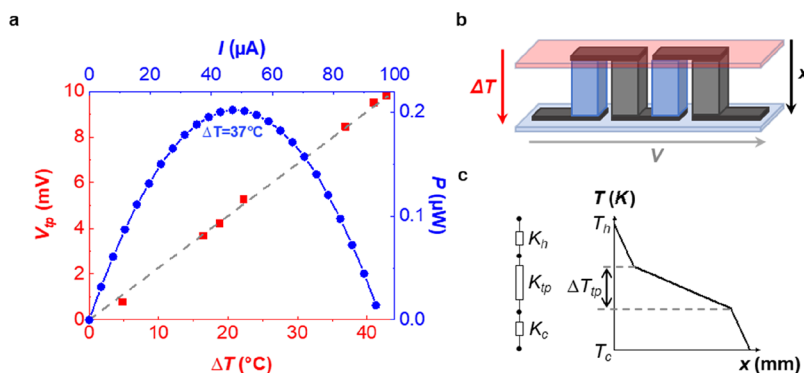 a
I (µA)
0 20 40 60 80 100
10
8
6
4
2
0
V_tp (mV)
ΔT=37°C
0.2
0.1
0.0
P (µW)
0 10 20 30 40
ΔT (°C)
b
ΔT
x
V
c
T (K)
T_h
K_h
K_tp
K_c
ΔT_tp
T_c
x (mm)